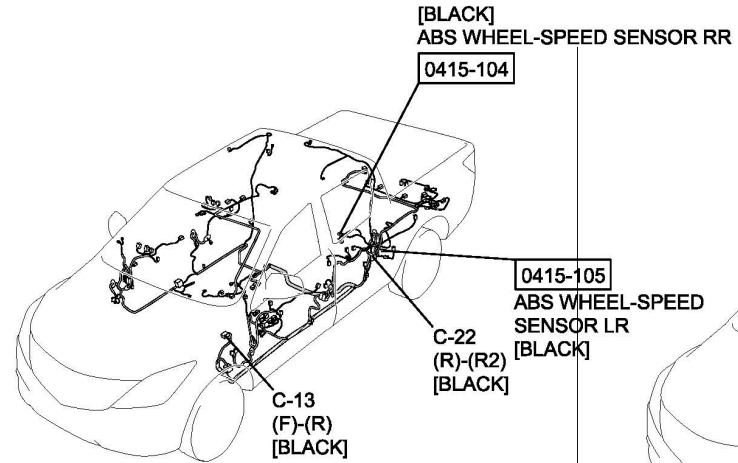 [BLACK]
ABS WHEEL-SPEED SENSOR RR
0415-104
0415-105
ABS WHEEL-SPEED
SENSOR LR
[BLACK]
C-22
(R)-(R2)
[BLACK]
C-13
(F)-(R)
[BLACK]